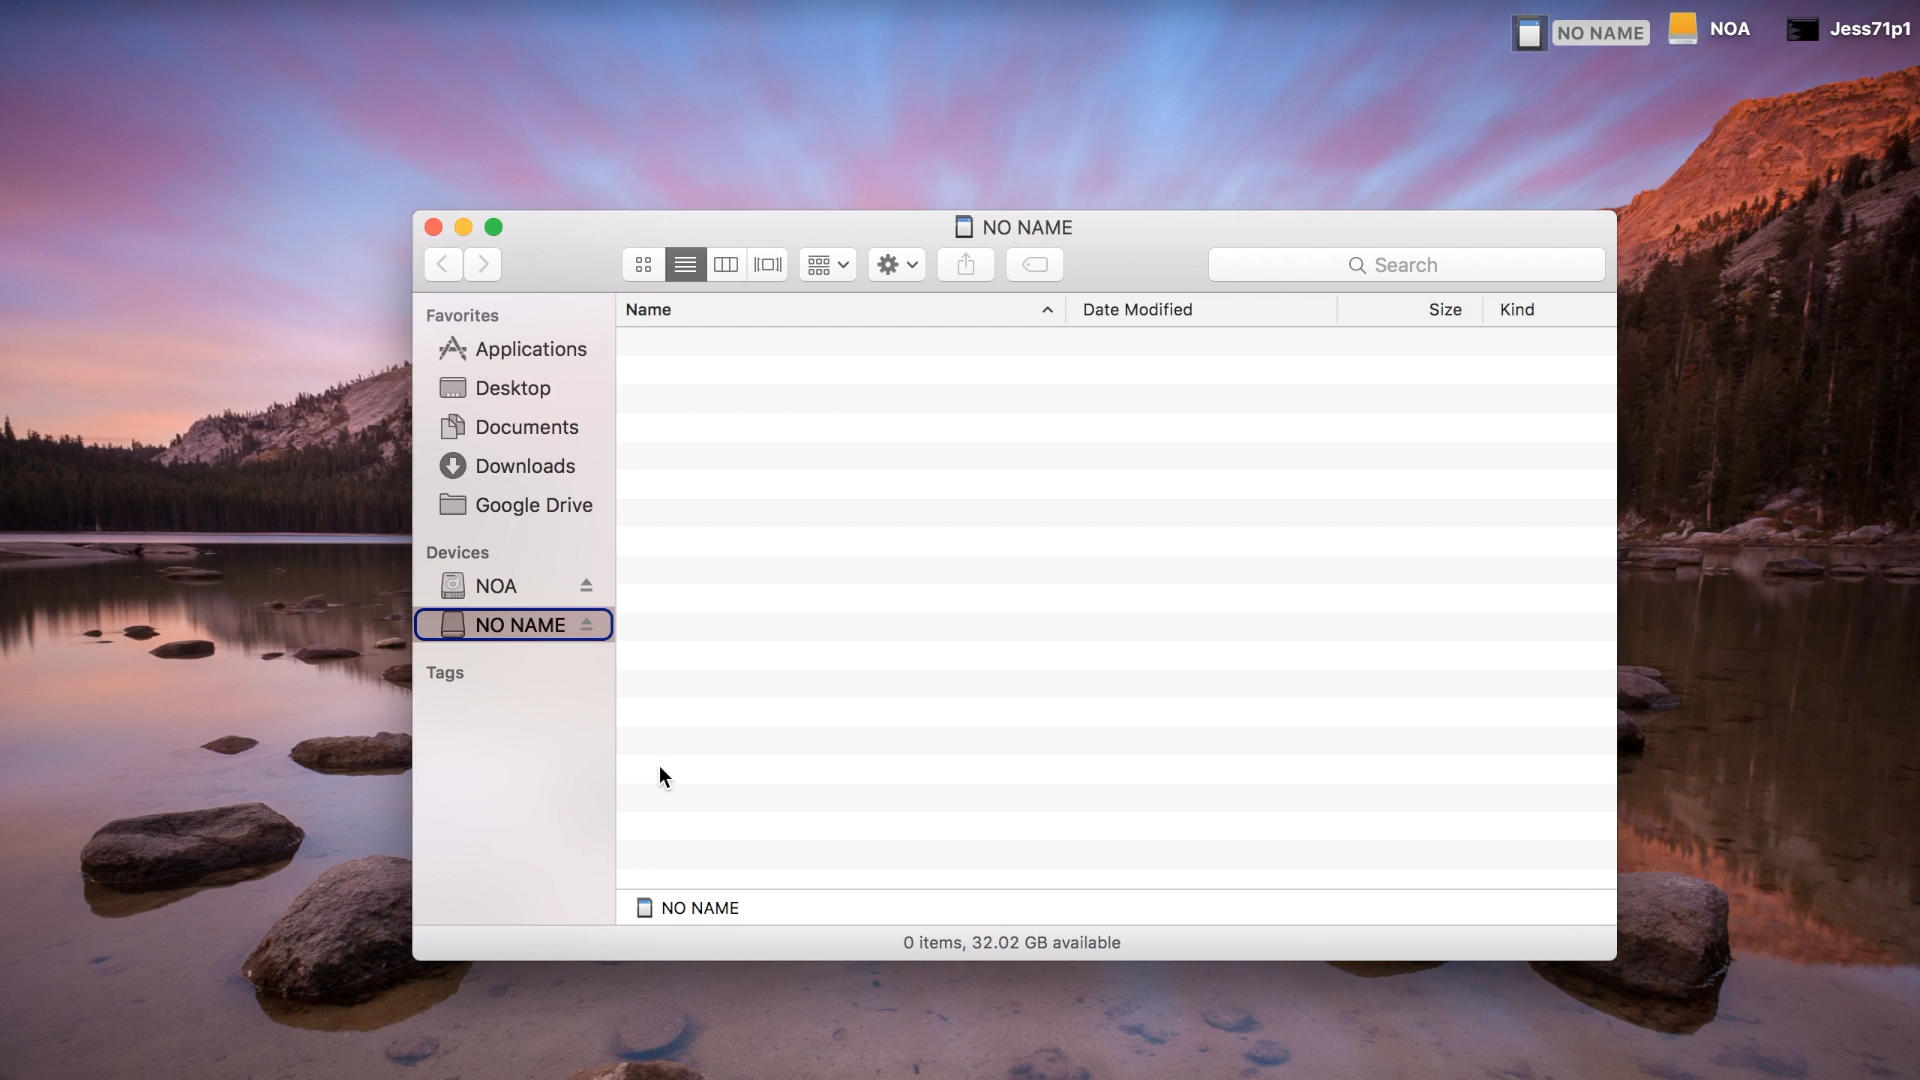 NO NAME
NOA
Jess71p1
NO NAME
Search
Favorites
Applications
Desktop
Documents
Downloads
Google Drive
Devices
NOA
NO NAME
Tags
Name
Date Modified
Size
Kind
NO NAME
0 items, 32.02 GB available